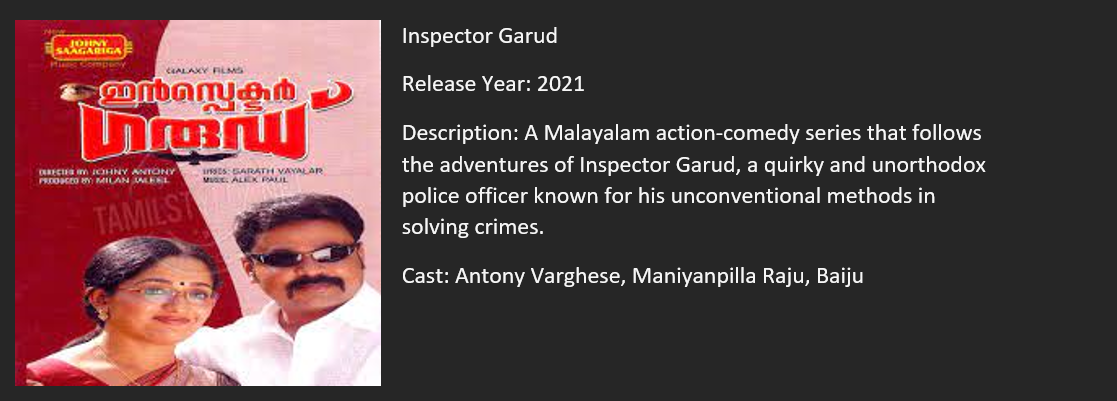 New
JOHNY
SAAGARIGA
Music Company
GALAXY FILMS
ഇൻസ്പെക്ടർ
ഗരുഡ്
DIRECTED BY: JOHNY ANTONY
PRODUCED BY: MILAN JALEEL
LYRICS: SARATH VAYALAR
MUSIC: ALEX PAUL
TAMILST
Inspector Garud
Release Year: 2021
Description: A Malayalam action-comedy series that follows
the adventures of Inspector Garud, a quirky and unorthodox
police officer known for his unconventional methods in
solving crimes.
Cast: Antony Varghese, Maniyanpilla Raju, Baiju